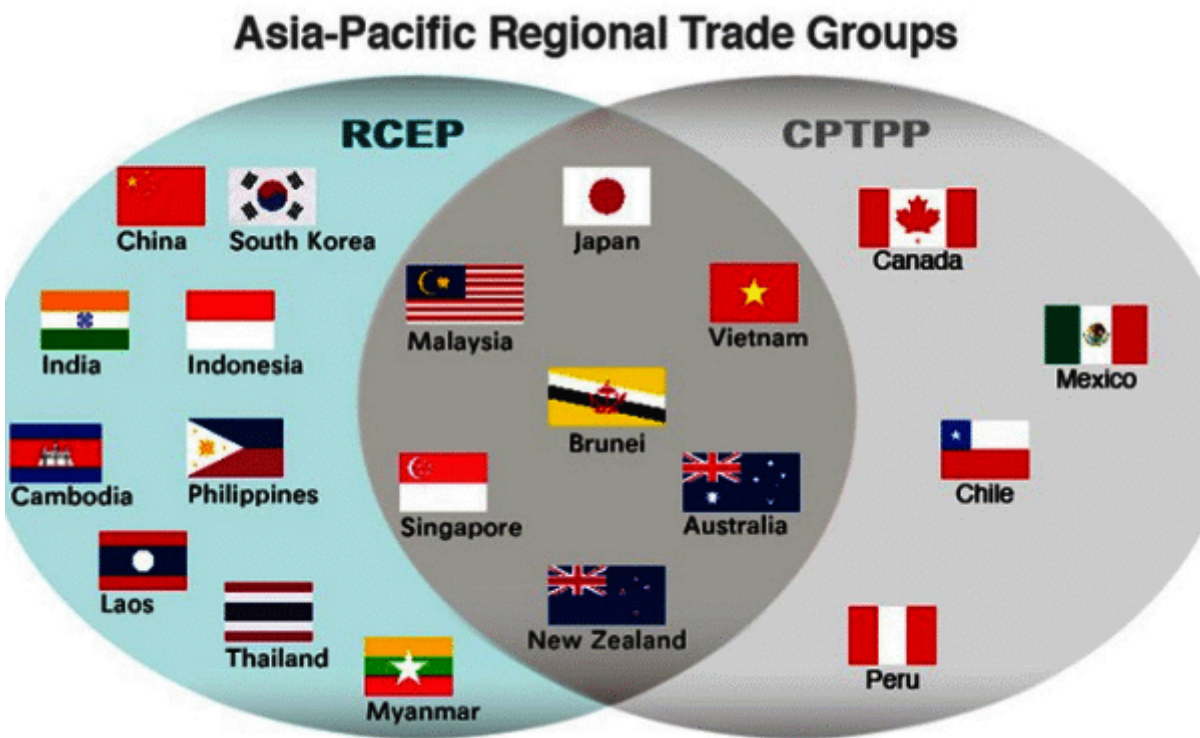 Asia-Pacific Regional Trade Groups
RCEP
CPTPP
China
South Korea
Japan
Canada
India
Indonesia
Malaysia
Vietnam
Mexico
Brunei
Cambodia
Philippines
Singapore
Australia
Chile
Laos
Thailand
New Zealand
Peru
Myanmar